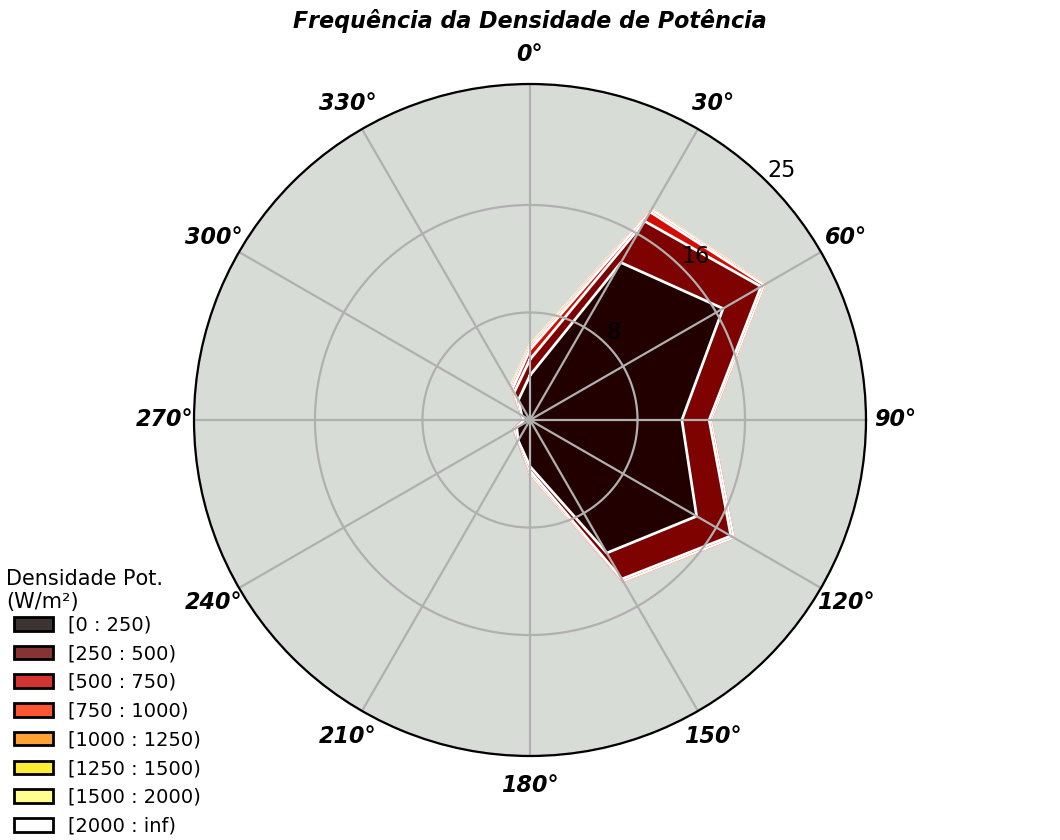 Frequência da Densidade de Potência
0°
330°
30°
25
300°
60°
16
8
270°
90°
240°
120°
210°
150°
180°
Densidade Pot.
(W/m²)
[0 : 250)
[250 : 500)
[500 : 750)
[750 : 1000)
[1000 : 1250)
[1250 : 1500)
[1500 : 2000)
[2000 : inf)